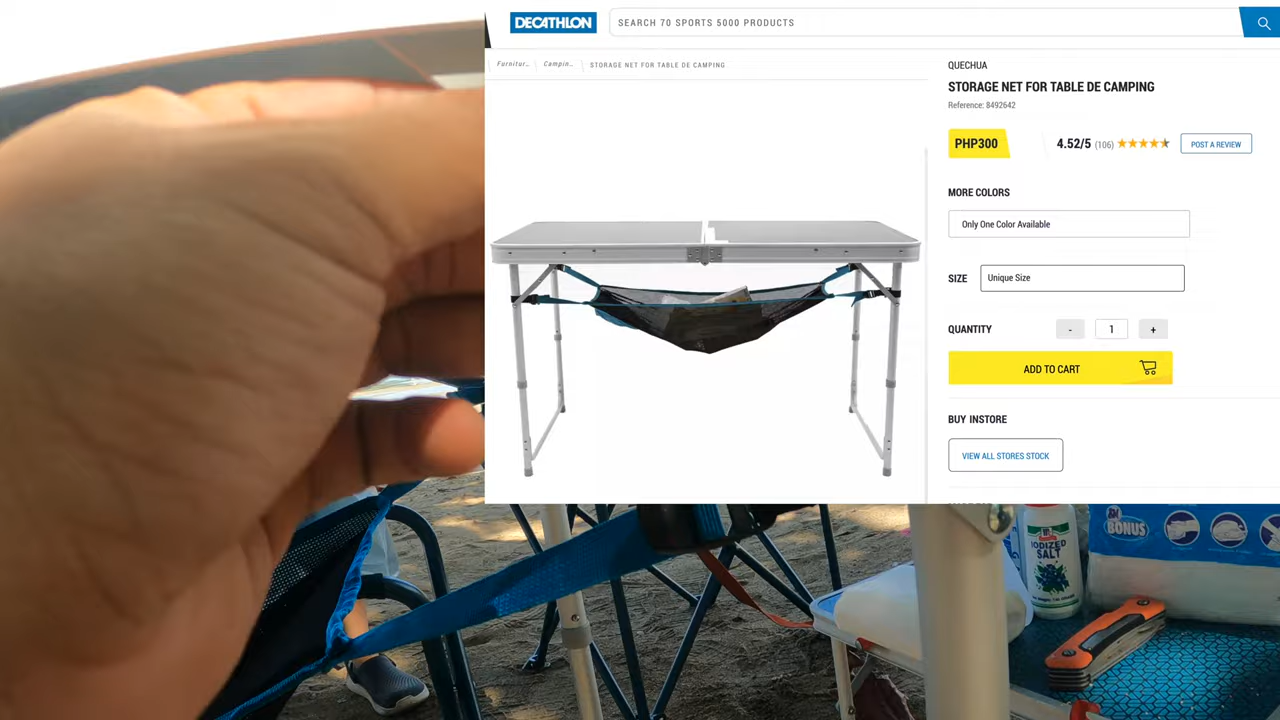 DECATHLON
SEARCH 70 SPORTS 5000 PRODUCTS
Furnitur..
Campin..
STORAGE NET FOR TABLE DE CAMPING
QUECHUA
STORAGE NET FOR TABLE DE CAMPING
Reference: 8492642
PHP300
4.52/5 (106)
POST A REVIEW
MORE COLORS
Only One Color Available
SIZE
Unique Size
QUANTITY
-
1
+
ADD TO CART
BUY INSTORE
VIEW ALL STORES STOCK
BONUS
IODIZED
SALT